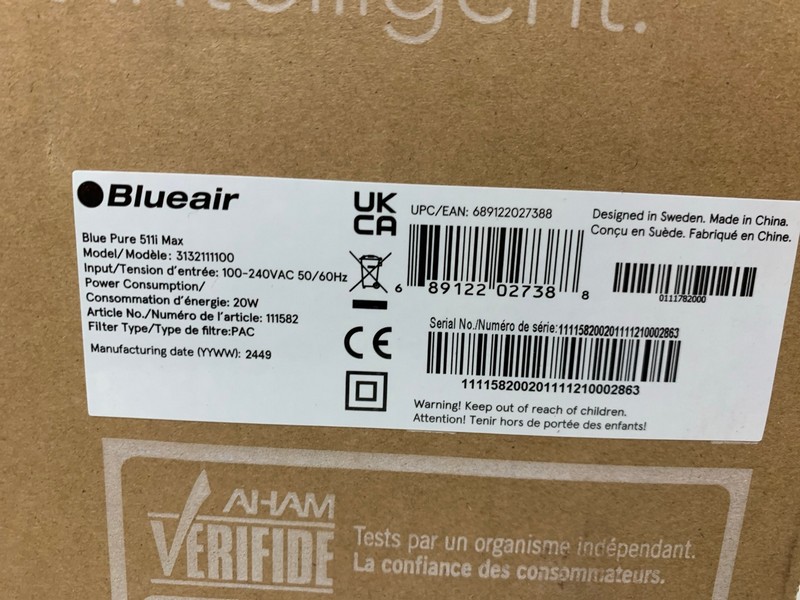 Intelligent.
Blueair
Blue Pure 511i Max
Model/Modèle: 3132111100
Input/Tension d'entrée: 100-240VAC 50/60Hz
Power Consumption/
Consommation d'énergie: 20W
Article No./Numéro de l'article: 111582
Filter Type/Type de filtre:PAC
Manufacturing date (YYWW): 2449
UK
CA
CE
UPC/EAN: 689122027388
6 89122 02738 8
Serial No./Numéro de série:111158200201111210002863
111158200201111210002863
Warning! Keep out of reach of children.
Attention! Tenir hors de portée des enfants!
Designed in Sweden. Made in China.
Conçu en Suède. Fabriqué en Chine.
0111782000
AHAM
VERIFIDE
Tests par un organisme indépendant.
La confiance des consommateurs.